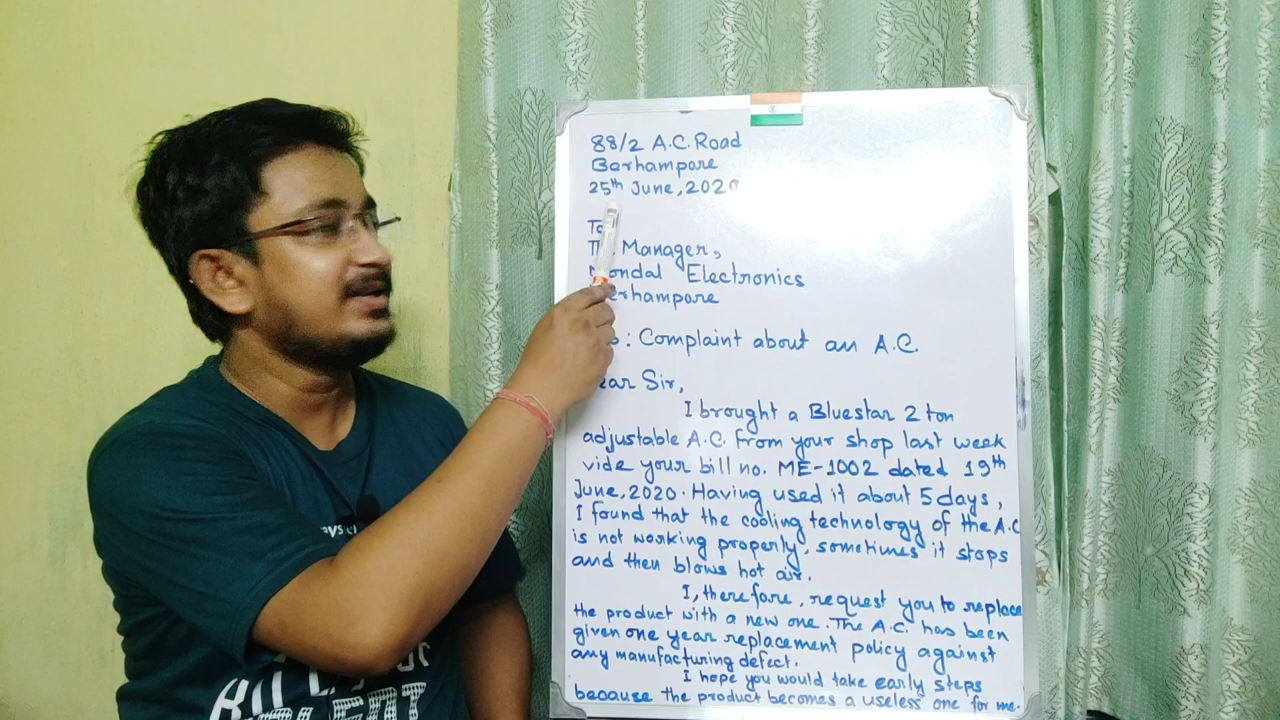 88/2 A.C. Road
Berhampore
25th June, 2020
To
Manager,
Electronics
: Complaint about an A.C.
Sir,
I brought a Bluestar 2 ton
adjustable A.C. from your shop last week
vide your bill no. ME-1002 dated 19th
June, 2020. Having used it about 5 days,
I found that the cooling technology of the A.C
is not working properly, sometimes it stops
and then blows hot air.
I, therefore, request you to replace
the product with a new one. The A.C. has been
given one year replacement policy against
any manufacturing defect.
I hope you would take early steps
because the product becomes a useless one for me.